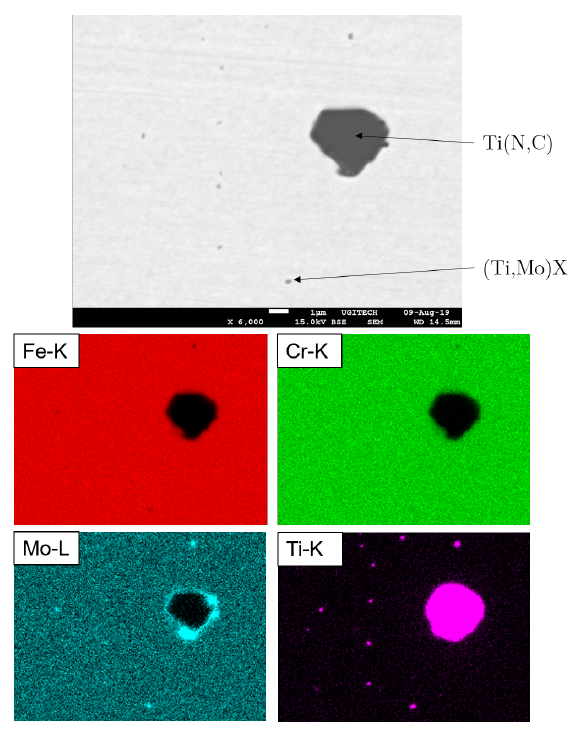 Ti(N,C)
(Ti,Mo)X
1µm UGITECH 09-Aug-19
X 6,000 15.0kV BSE SEM WD 14.5mm
Fe-K
Cr-K
Mo-L
Ti-K